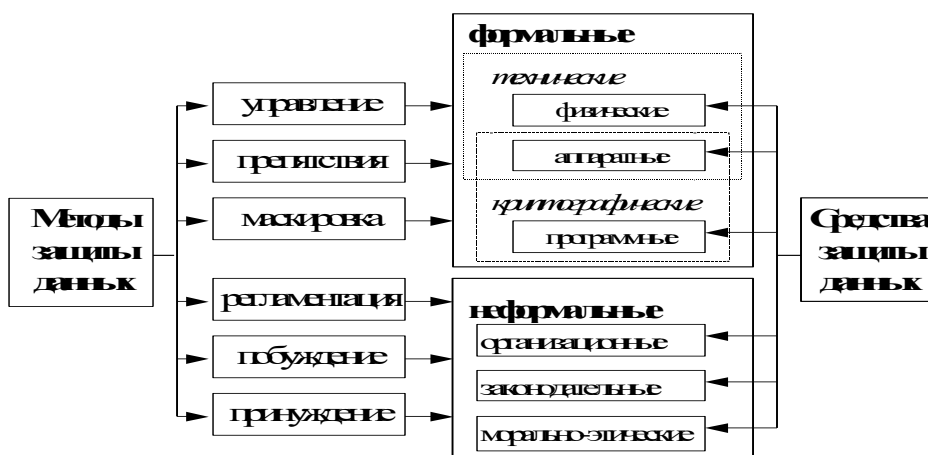 Методы
защиты
данных
управление
препятствия
маскировка
регламентация
побуждение
принуждение
формальные
технические
физические
аппаратные
криптографические
программные
неформальные
организационные
законодательные
морально-этические
Средства
защиты
данных